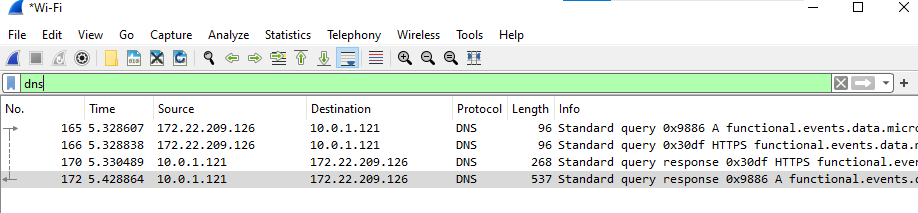 *Wi-Fi
File Edit View Go Capture Analyze Statistics Telephony Wireless Tools Help
dns
No. Time Source Destination Protocol Length Info
165 5.328607 172.22.209.126 10.0.1.121 DNS 96 Standard query 0x9886 A functional.events.data.micro
166 5.328838 172.22.209.126 10.0.1.121 DNS 96 Standard query 0x30df HTTPS functional.events.data.m
170 5.330489 10.0.1.121 172.22.209.126 DNS 268 Standard query response 0x30df HTTPS functional.even
172 5.428864 10.0.1.121 172.22.209.126 DNS 537 Standard query response 0x9886 A functional.events.d